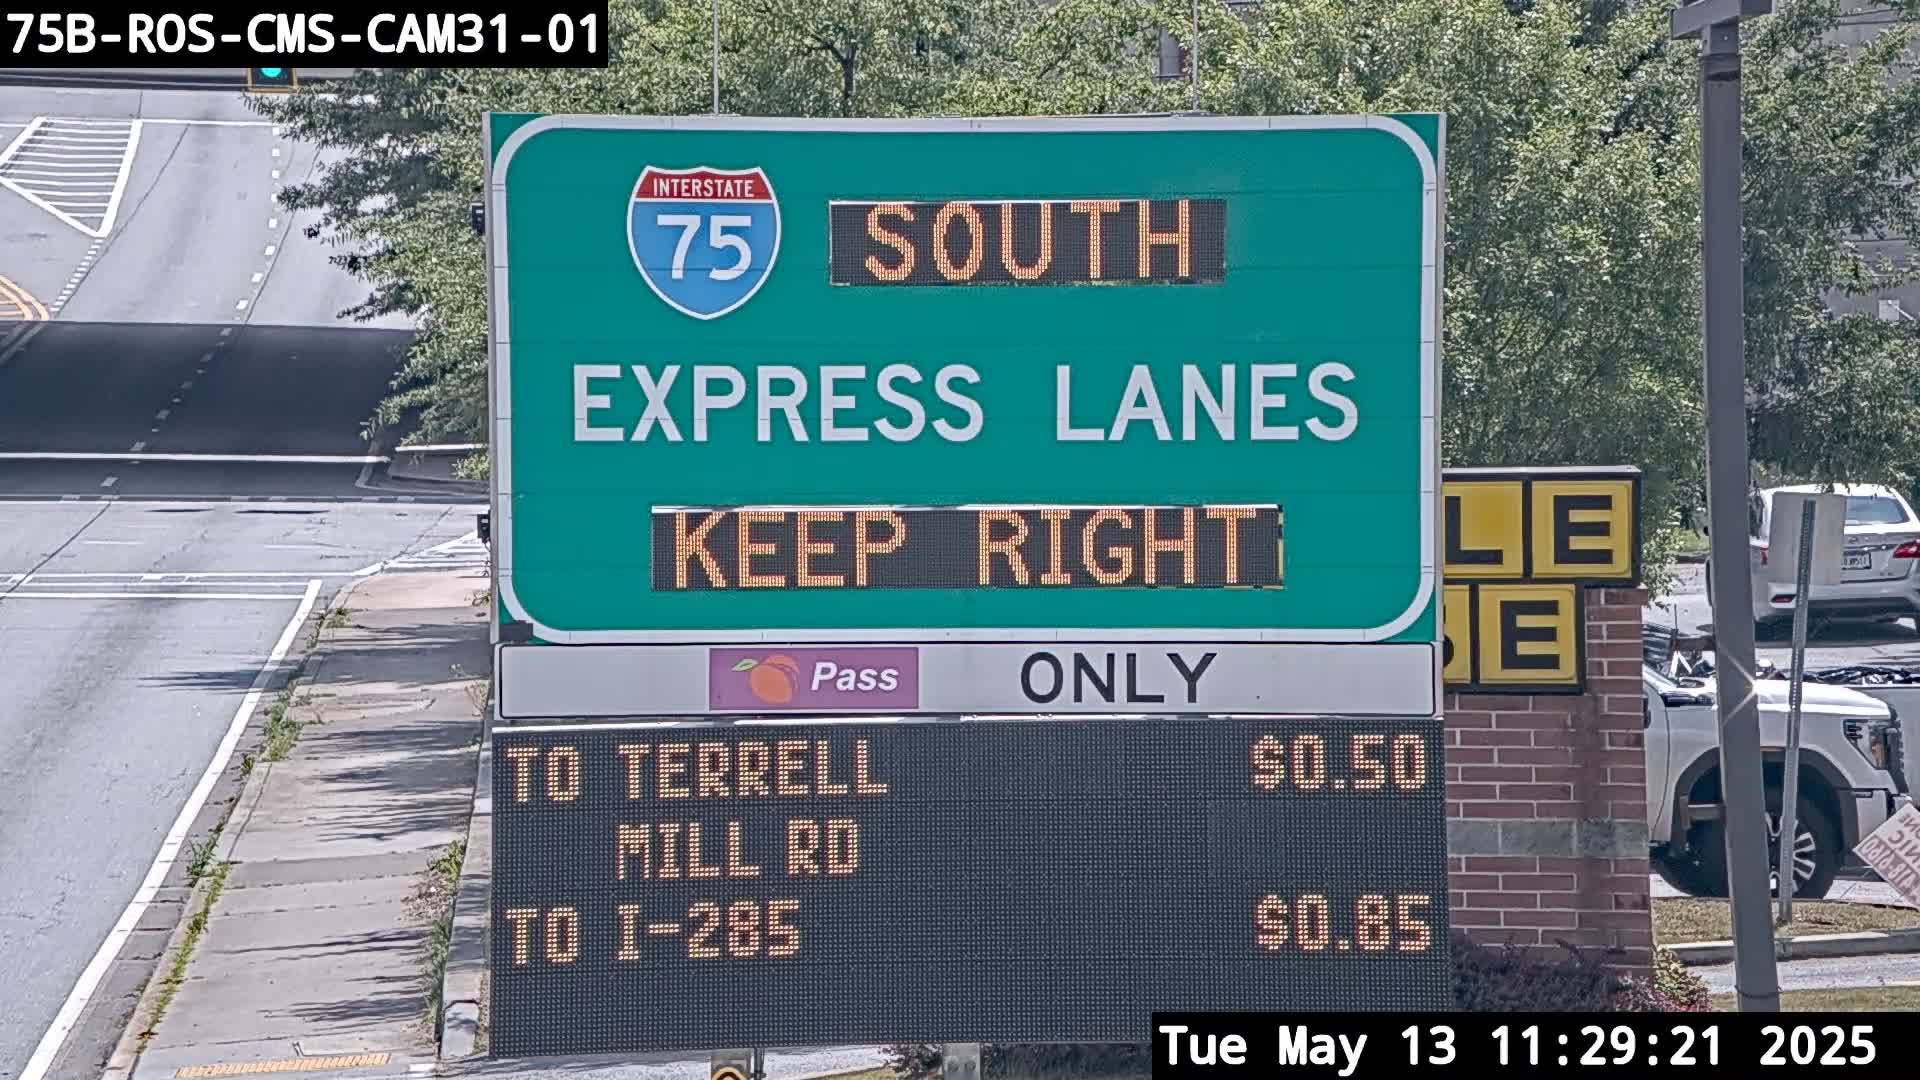 75B-ROS-CMS-CAM31-01
INTERSTATE
75
SOUTH
EXPRESS LANES
KEEP RIGHT
Pass ONLY
TO TERRELL $0.50
MILL RD
TO I-285 $0.85
LE
E
Tue May 13 11:29:21 2025